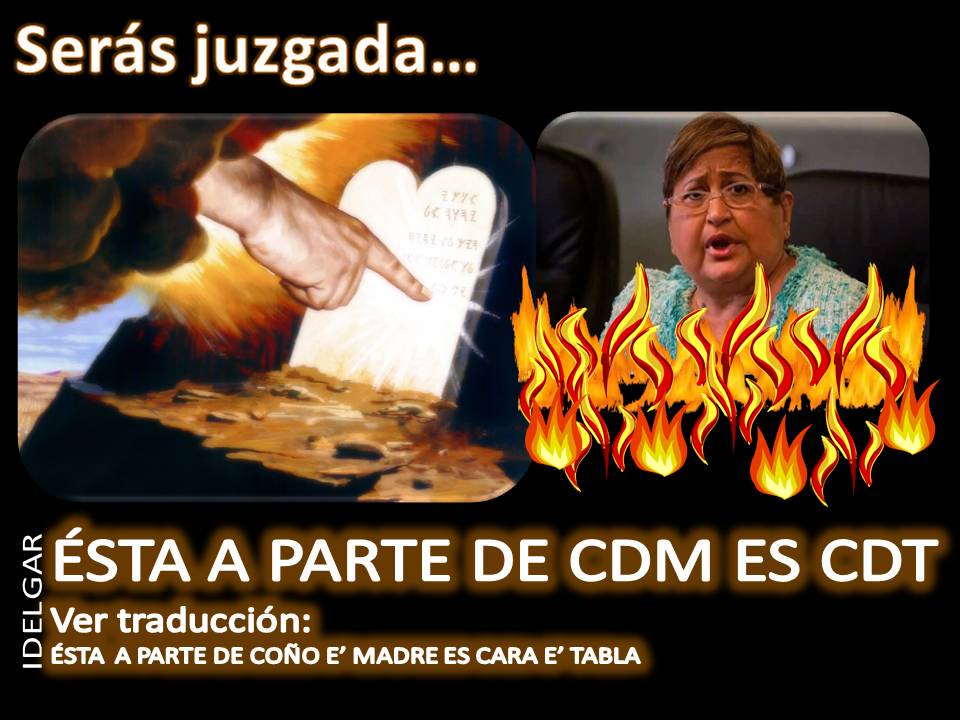 Serás juzgada...
ÉSTA A PARTE DE CDM ES CDT
Ver traducción:
ÉSTA A PARTE DE COÑO E' MADRE ES CARA E' TABLA
IDELGAR